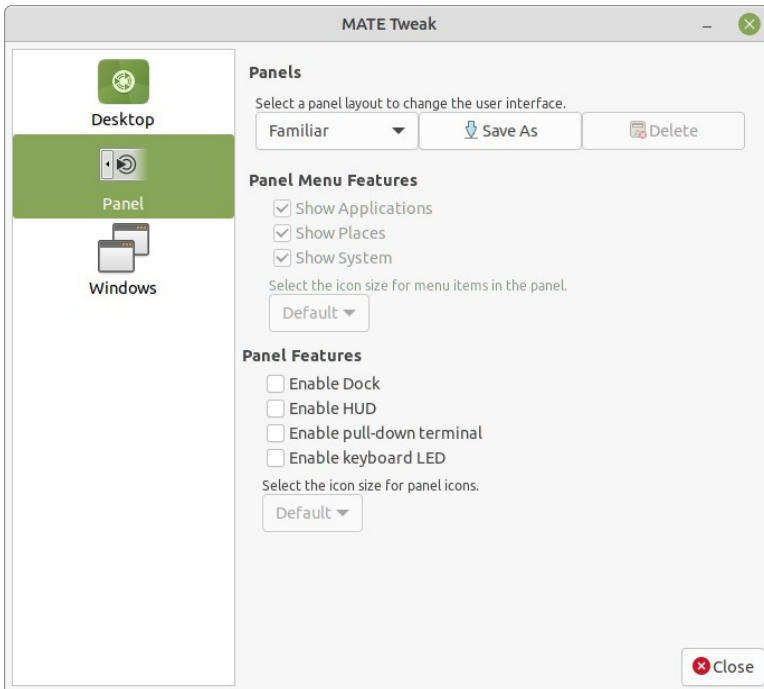 MATE Tweak
Desktop
Panel
Windows
Panels
Select a panel layout to change the user interface.
Familiar Save As Delete
Panel Menu Features
Show Applications
Show Places
Show System
Select the icon size for menu items in the panel.
Default
Panel Features
Enable Dock
Enable HUD
Enable pull-down terminal
Enable keyboard LED
Select the icon size for panel icons.
Default
Close